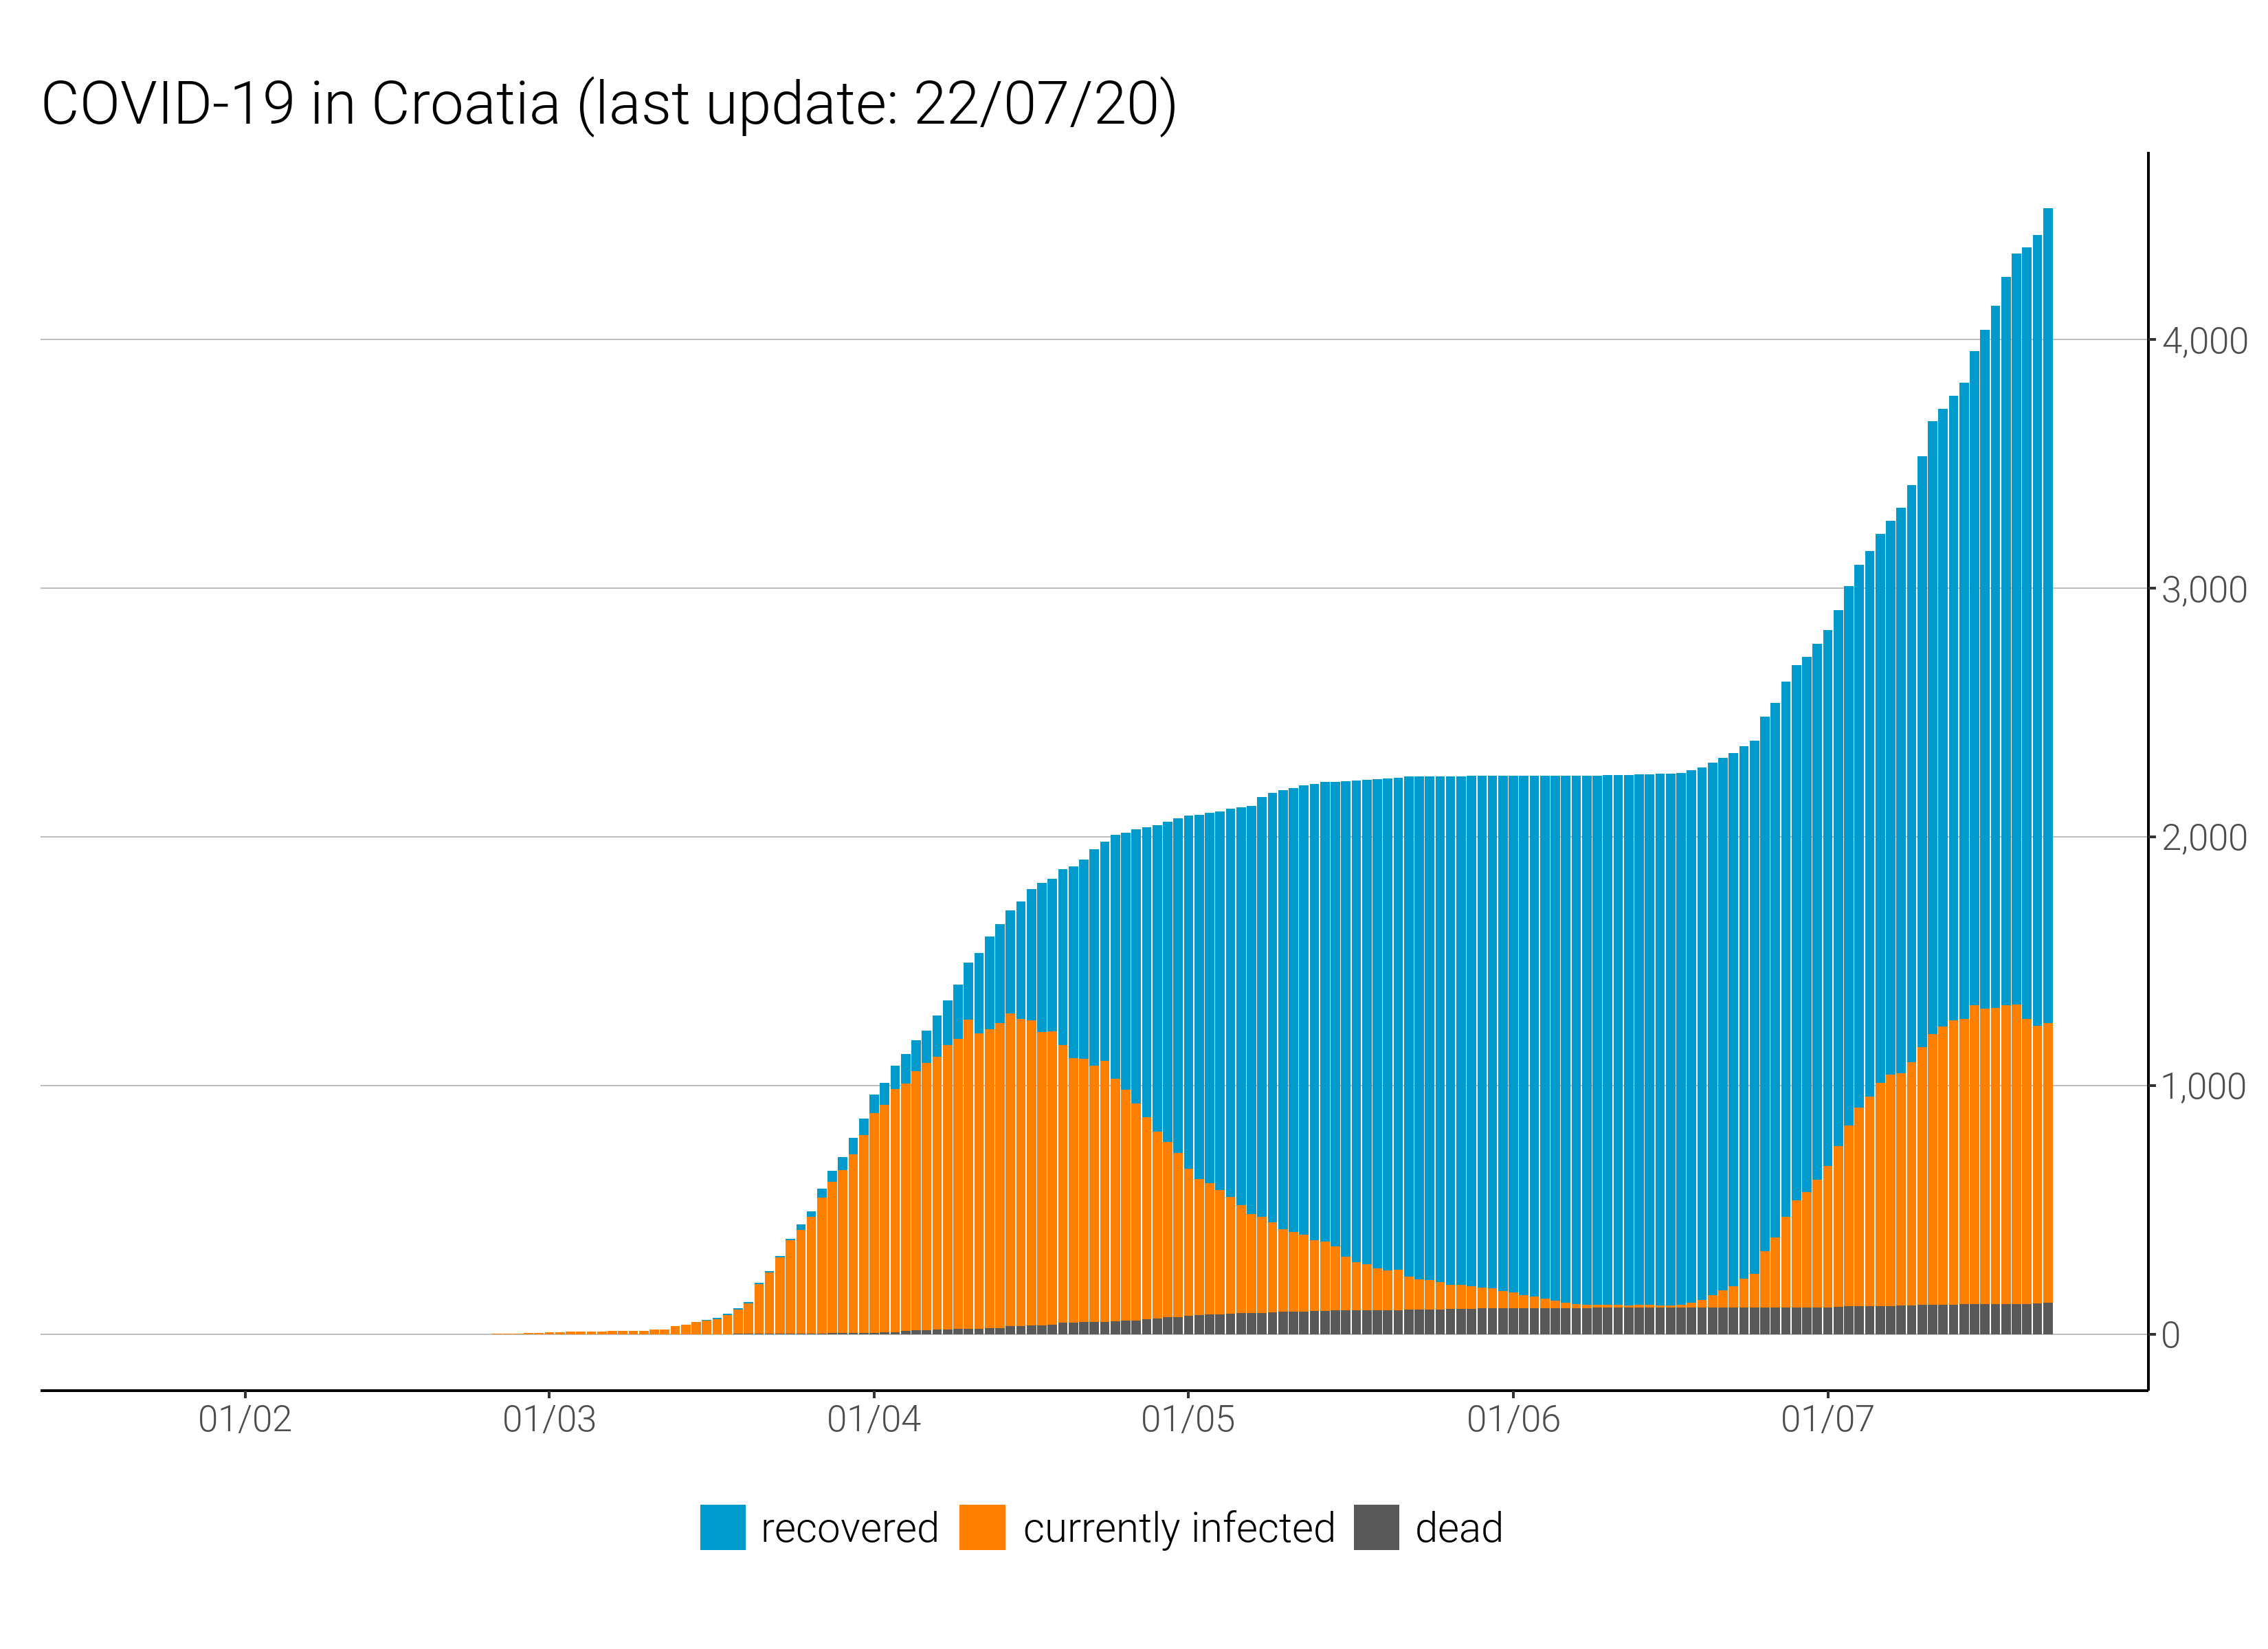 COVID-19 in Croatia (last update: 22/07/20)
4,000
3,000
2,000
1,000
0
01/02 01/03 01/04 01/05 01/06 01/07
recovered currently infected dead